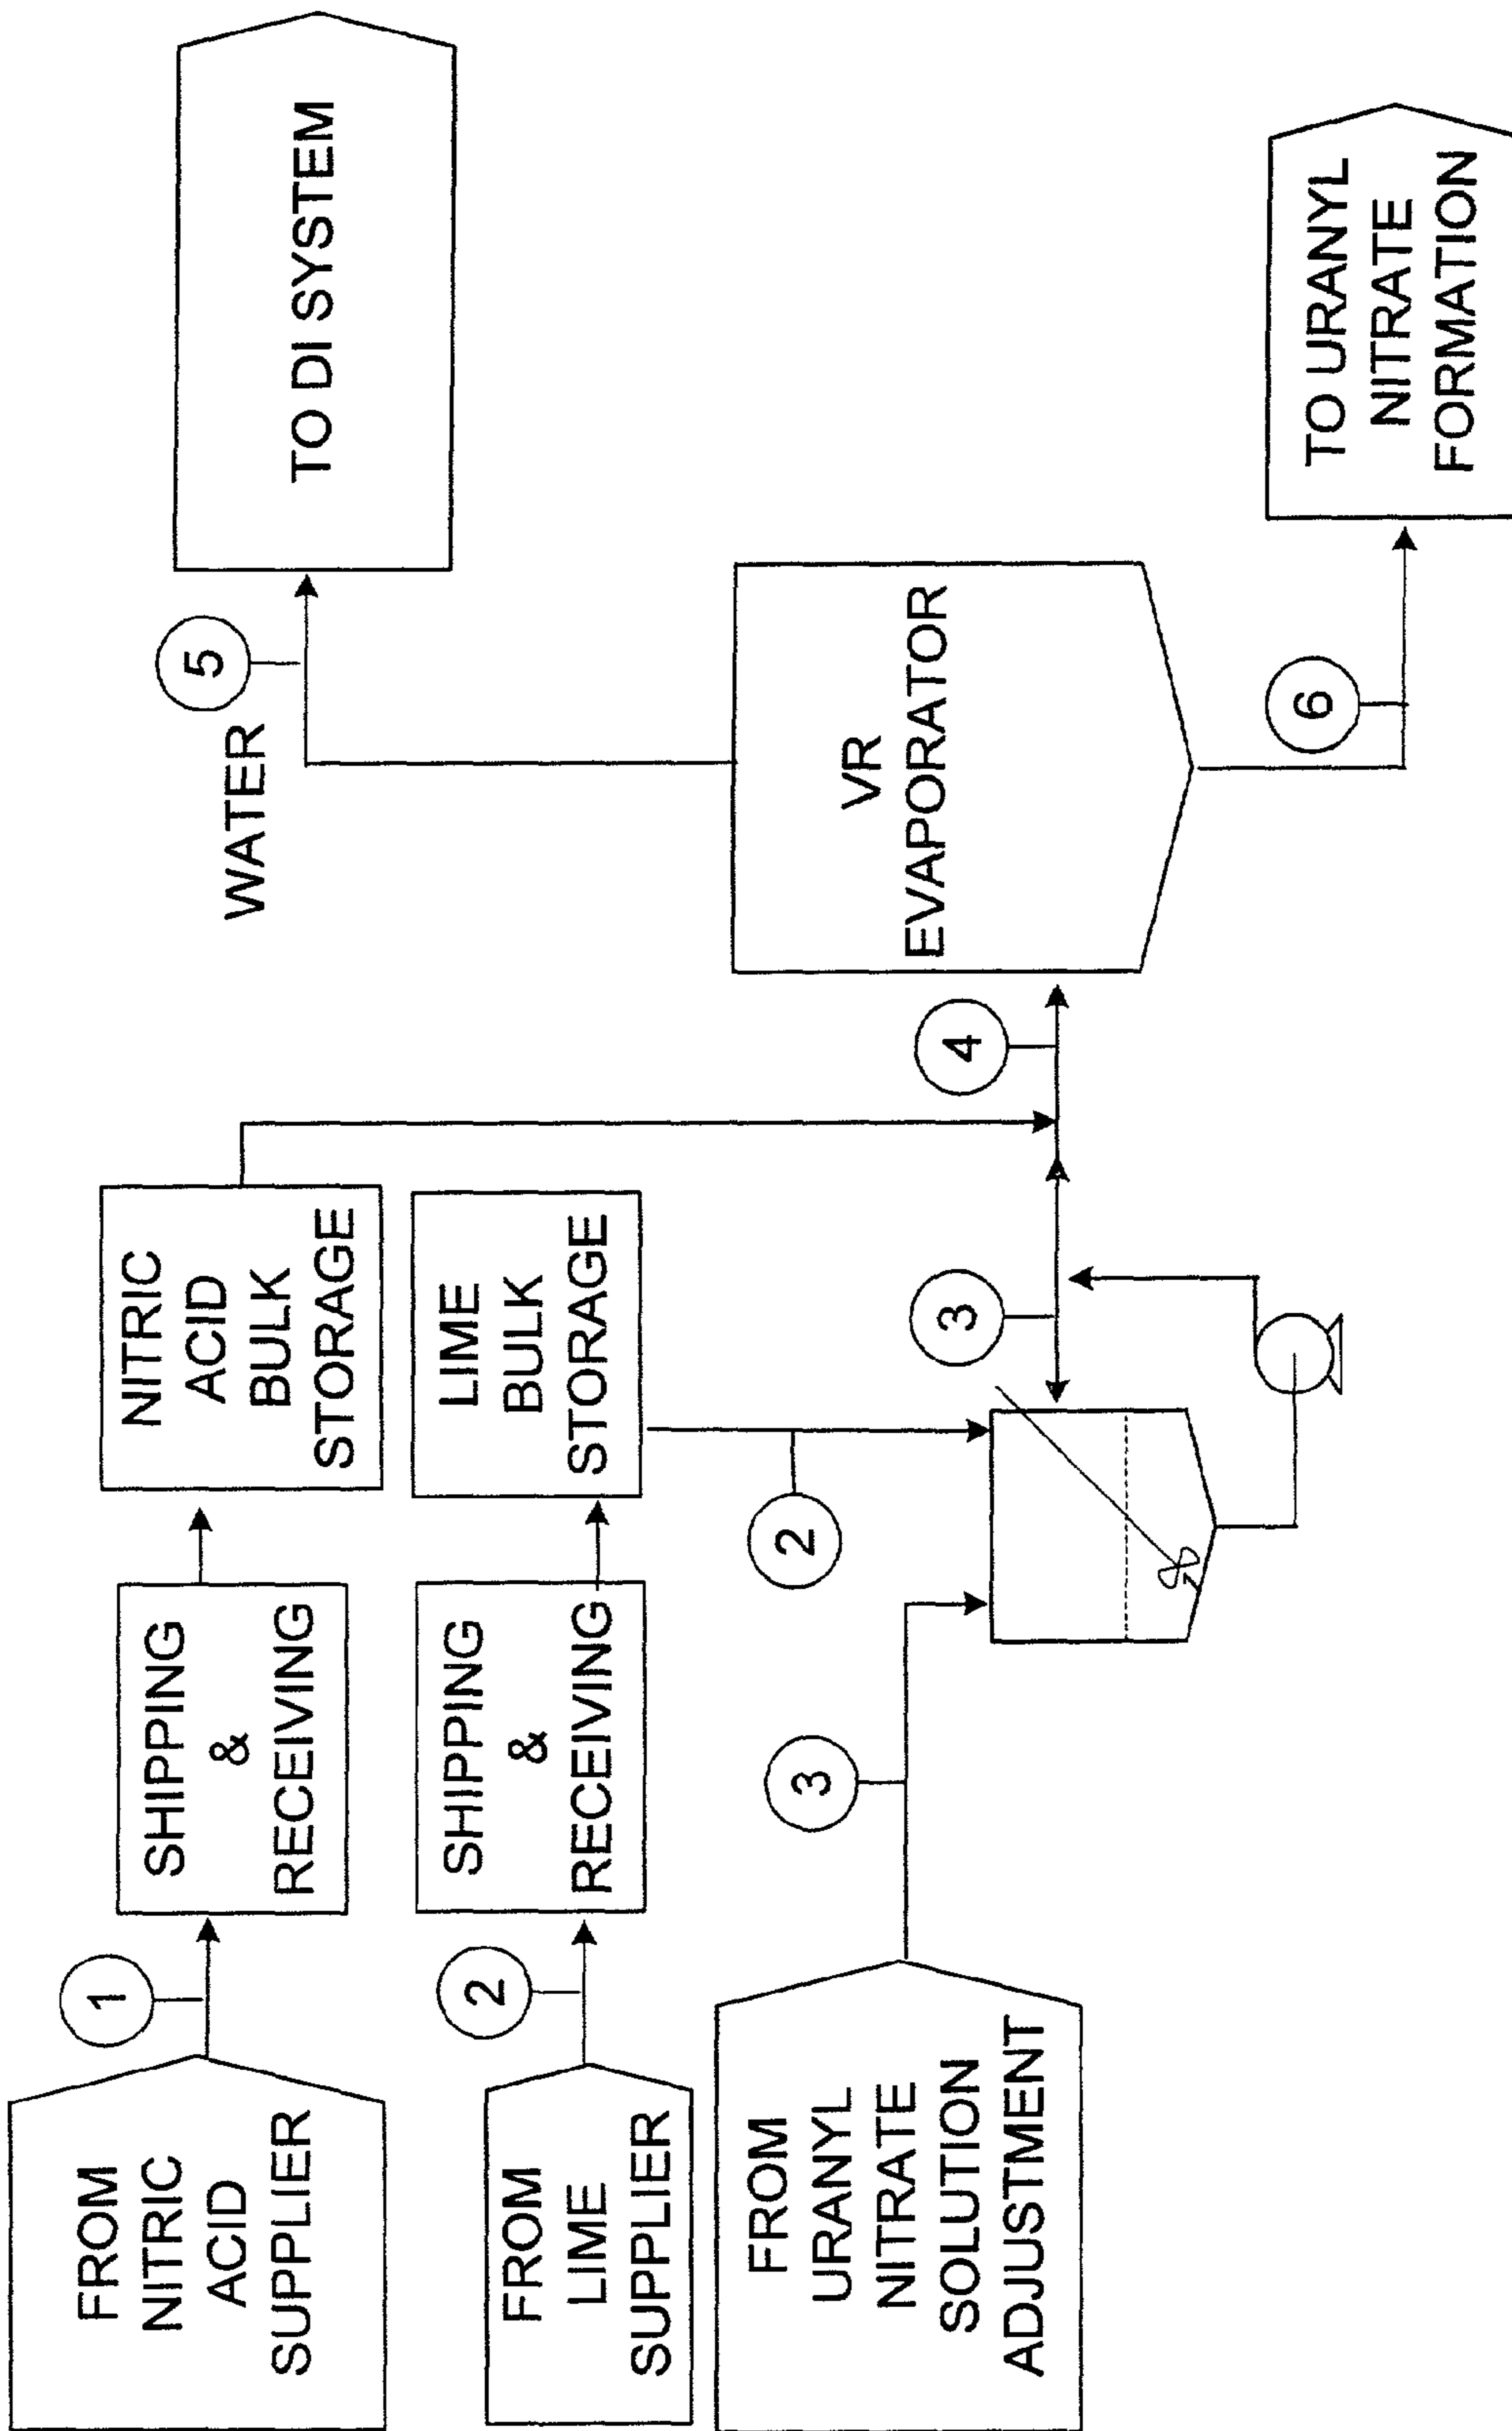 FROM
NITRIC
ACID
SUPPLIER
1
SHIPPING
&
RECEIVING
NITRIC
ACID
BULK
STORAGE
FROM
LIME
SUPPLIER
2
SHIPPING
&
RECEIVING
LIME
BULK
STORAGE
2
FROM
URANYL
NITRATE
SOLUTION
ADJUSTMENT
3
3
4
VR
EVAPORATOR
WATER
5
TO DI SYSTEM
6
TO URANYL
NITRATE
FORMATION